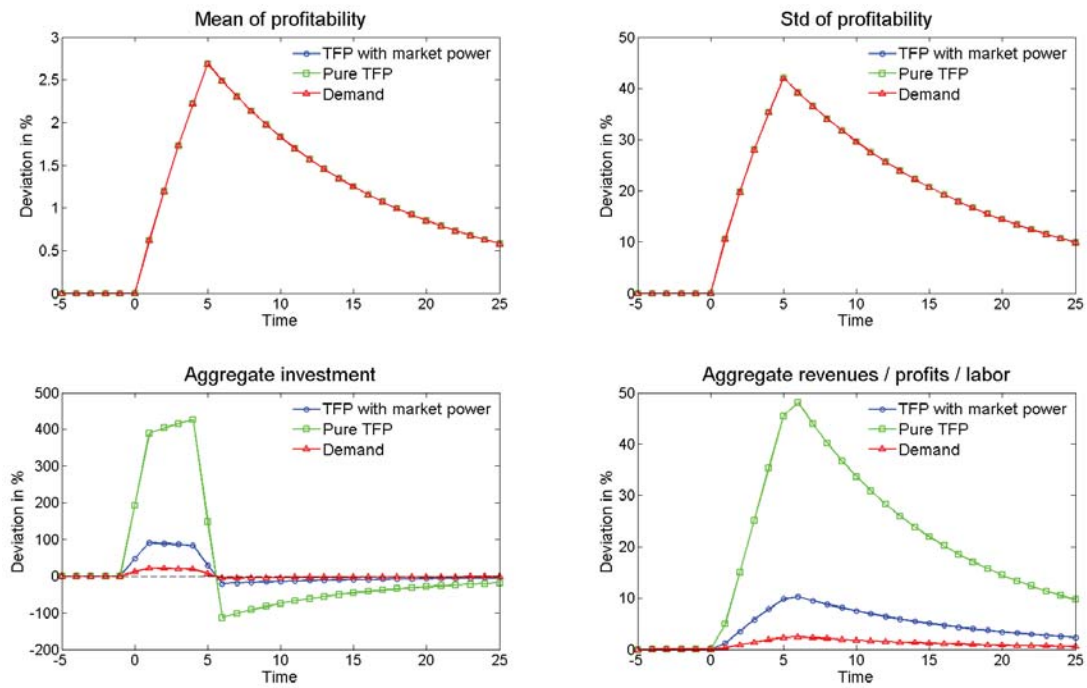 Mean of profitability
Deviation in %
3
2.5
2
1.5
1
0.5
0
-5 0 5 10 15 20 25
Time
TFP with market power
Pure TFP
Demand
Std of profitability
Deviation in %
50
40
30
20
10
0
-5 0 5 10 15 20 25
Time
TFP with market power
Pure TFP
Demand
Aggregate investment
Deviation in %
500
400
300
200
100
0
-100
-200
-5 0 5 10 15 20 25
Time
TFP with market power
Pure TFP
Demand
Aggregate revenues / profits / labor
Deviation in %
50
40
30
20
10
0
-5 0 5 10 15 20 25
Time
TFP with market power
Pure TFP
Demand